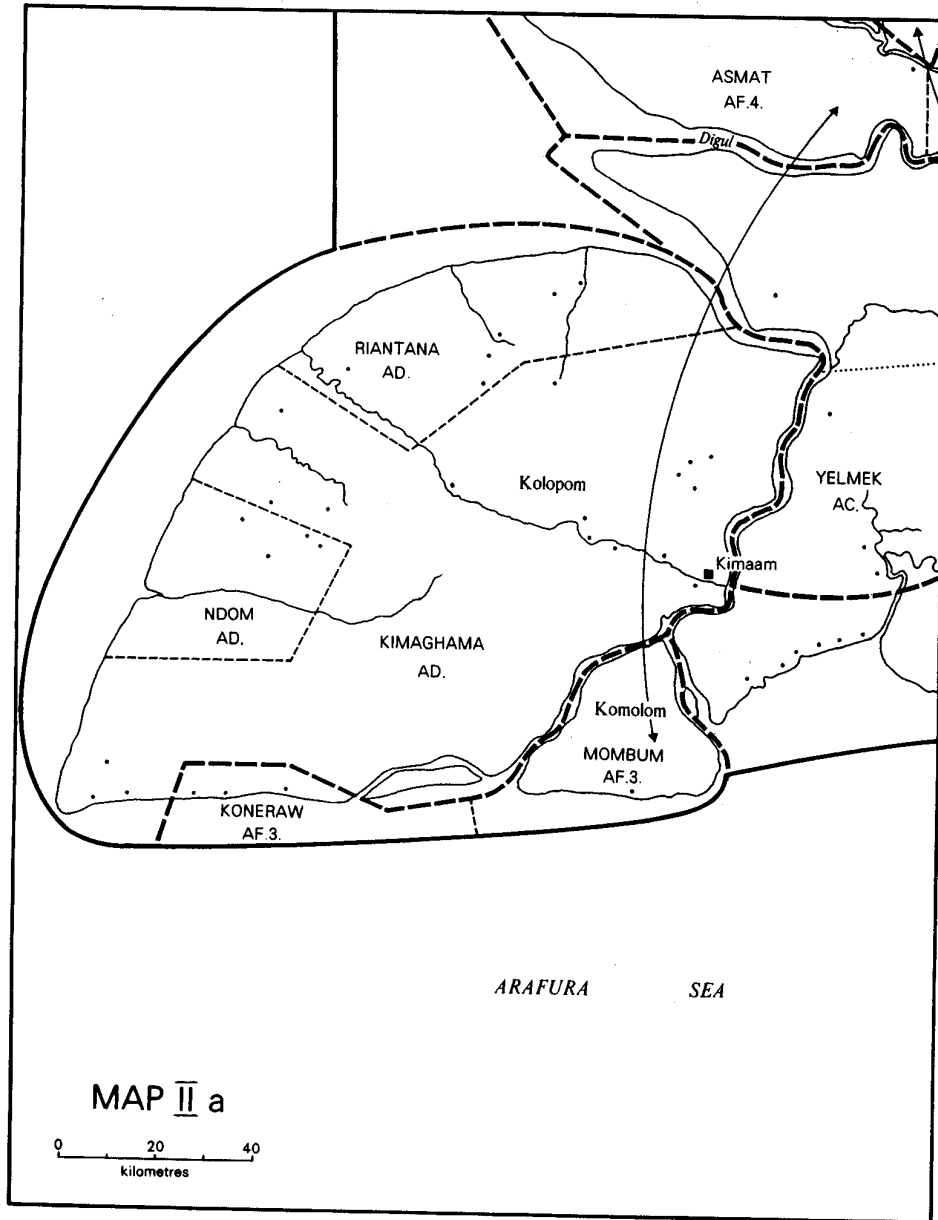 ASMAT
AF.4.
Digul
RIANTANA
AD.
Kolopom
YELMEK
AC.
Kimaam
NDOM
AD.
KIMAGHAMA
AD.
Komolom
MOMBUM
AF.3.
KONERAW
AF.3.
ARAFURA SEA
MAP II a
0 20 40
kilometres